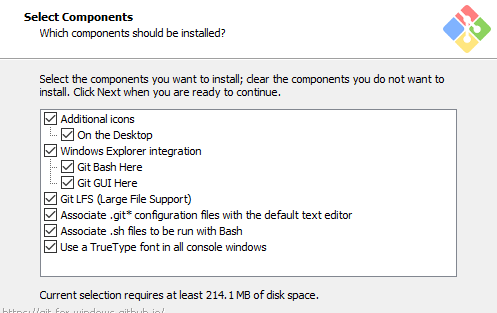 Select Components
Which components should be installed?
Select the components you want to install; clear the components you do not want to
install. Click Next when you are ready to continue.
Additional icons
On the Desktop
Windows Explorer integration
Git Bash Here
Git GUI Here
Git LFS (Large File Support)
Associate .git* configuration files with the default text editor
Associate .sh files to be run with Bash
Use a TrueType font in all console windows
Current selection requires at least 214.1 MB of disk space.
https://git-for-windows.github.io/